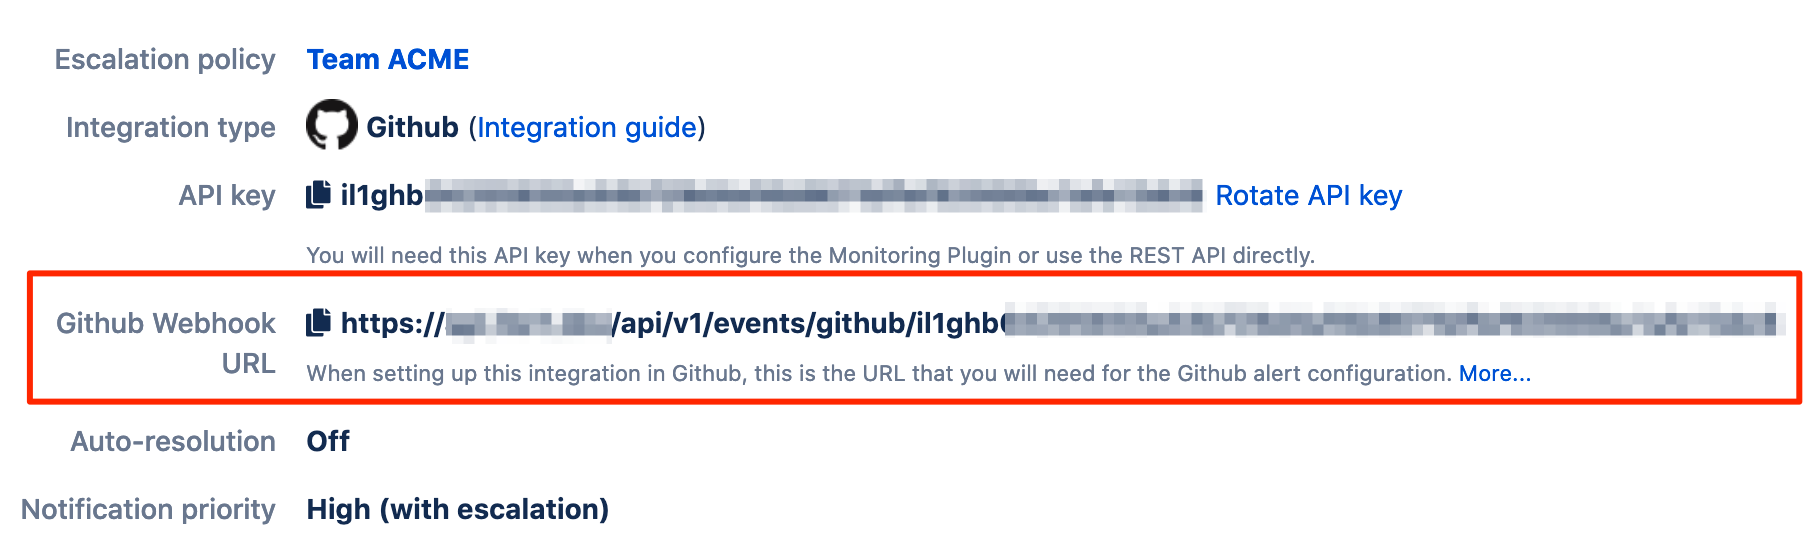 Escalation policy Team ACME
Integration type Github (Integration guide)
API key il1ghb Rotate API key
You will need this API key when you configure the Monitoring Plugin or use the REST API directly.
Github Webhook URL https:// /api/v1/events/github/il1ghb
When setting up this integration in Github, this is the URL that you will need for the Github alert configuration. More...
Auto-resolution Off
Notification priority High (with escalation)